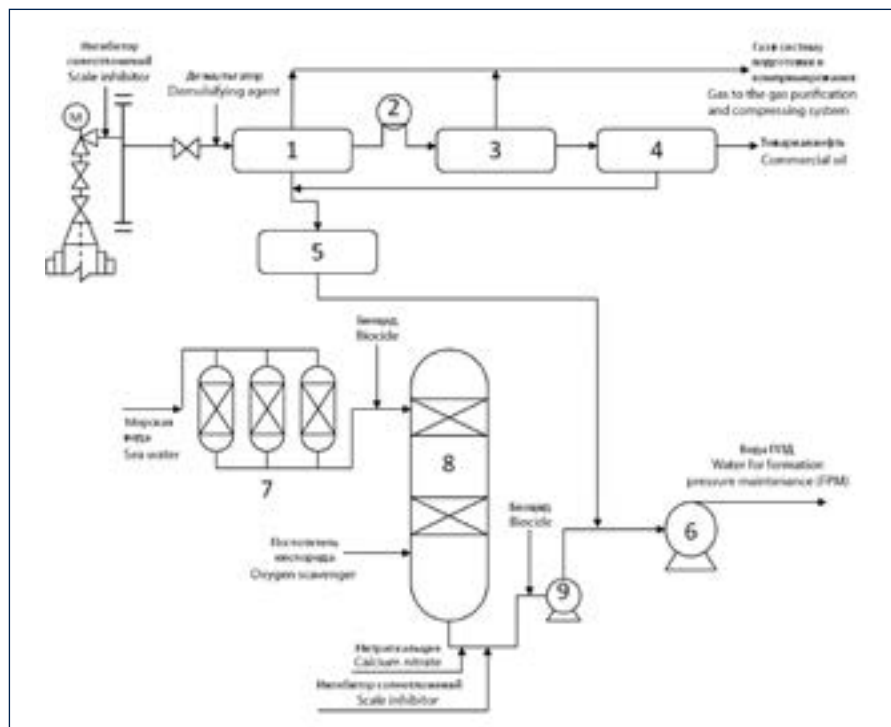 Ингибитор
солеотложений
Scale inhibitor
Деэмульгатор
Demulsifying agent
Газ в систему
подготовки и
компримирования
Gas to the gas purification
and compressing system
M
2
1
3
4
Товарная нефть
Commercial oil
5
Биоцид
Biocide
Морская
вода
Sea water
7
8
Вода ППД
Water for formation
pressure maintenance (FPM)
Биоцид
Biocide
6
Поглотитель
кислорода
Oxygen scavenger
9
Нитрат кальция
Calcium nitrate
Ингибитор солеотложений
Scale inhibitor